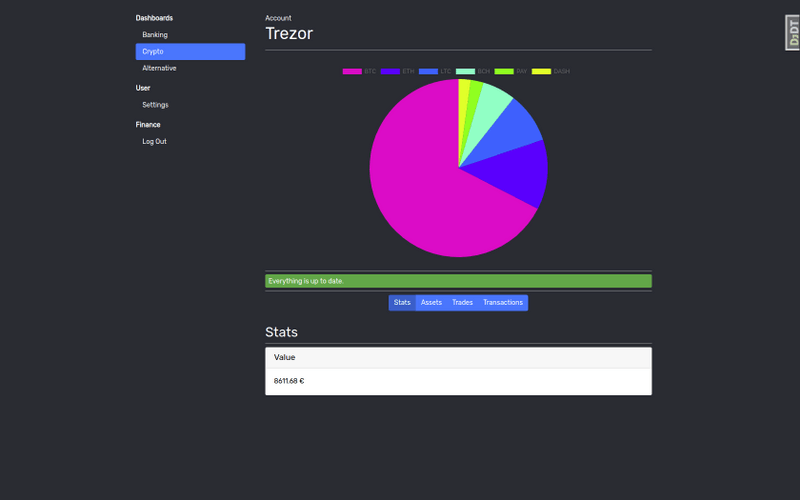 Dashboards
Banking
Crypto
Alternative
User
Settings
Finance
Log Out
Account
Trezor
BTC ETH LTC BCH PAY DASH
Everything is up to date.
Stats Assets Trades Transactions
Stats
Value
8611.68 €
DJDT